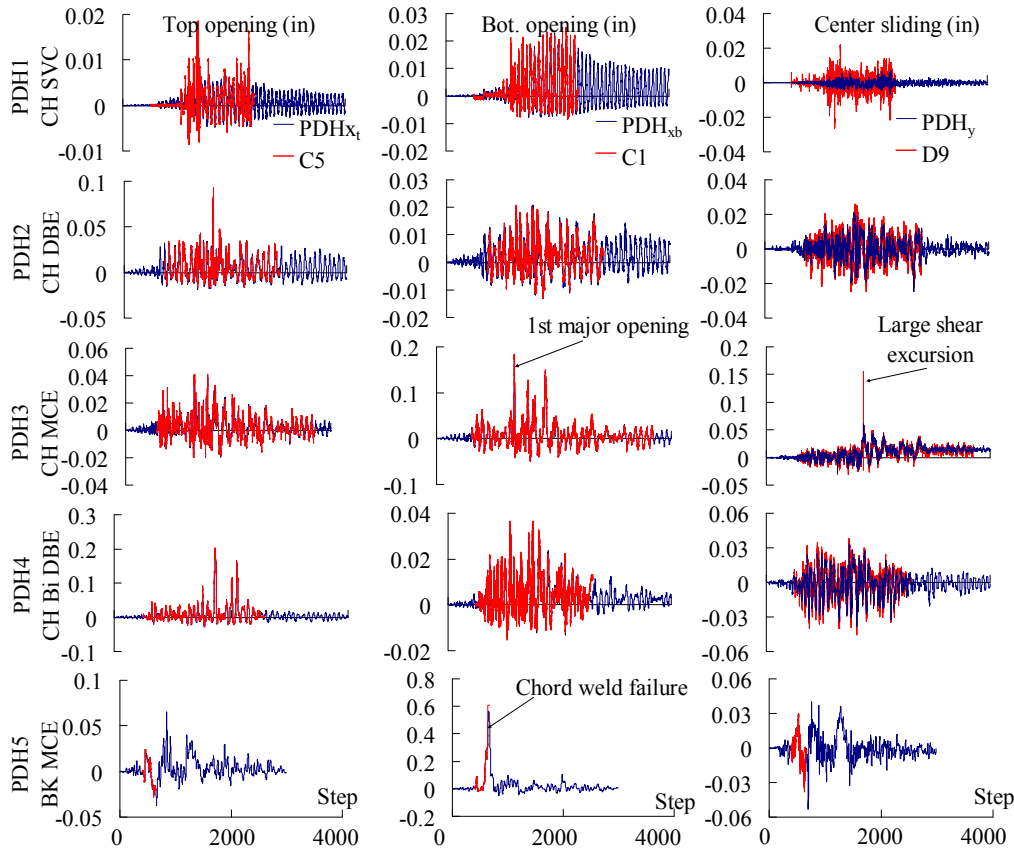 Top opening (in)
Bot. opening (in)
Center sliding (in)
PDH1
CH SVC
0.02
0.01
0
-0.01
PDHx_t
C5
0.03
0.02
0.01
0
-0.01
-0.02
PDH_xb
C1
0.04
0.02
0
-0.02
-0.04
PDH_y
D9
PDH2
CH DBE
0.1
0.05
0
-0.05
0.03
0.02
0.01
0
-0.01
-0.02
0.04
0.02
0
-0.02
-0.04
PDH3
CH MCE
0.06
0.04
0.02
0
-0.02
-0.04
1st major opening
0.2
0.1
0
-0.1
Large shear
excursion
0.2
0.15
0.1
0.05
0
-0.05
PDH4
CH Bi DBE
0.3
0.2
0.1
0
-0.1
0.04
0.02
0
-0.02
0.06
0.03
0
-0.03
-0.06
PDH5
BK MCE
0.1
0.05
0
-0.05
Step
0 2000 4000
Chord weld failure
0.8
0.6
0.4
0.2
0
-0.2
Step
0 2000 4000
0.06
0.03
0
-0.03
-0.06
Step
0 2000 4000